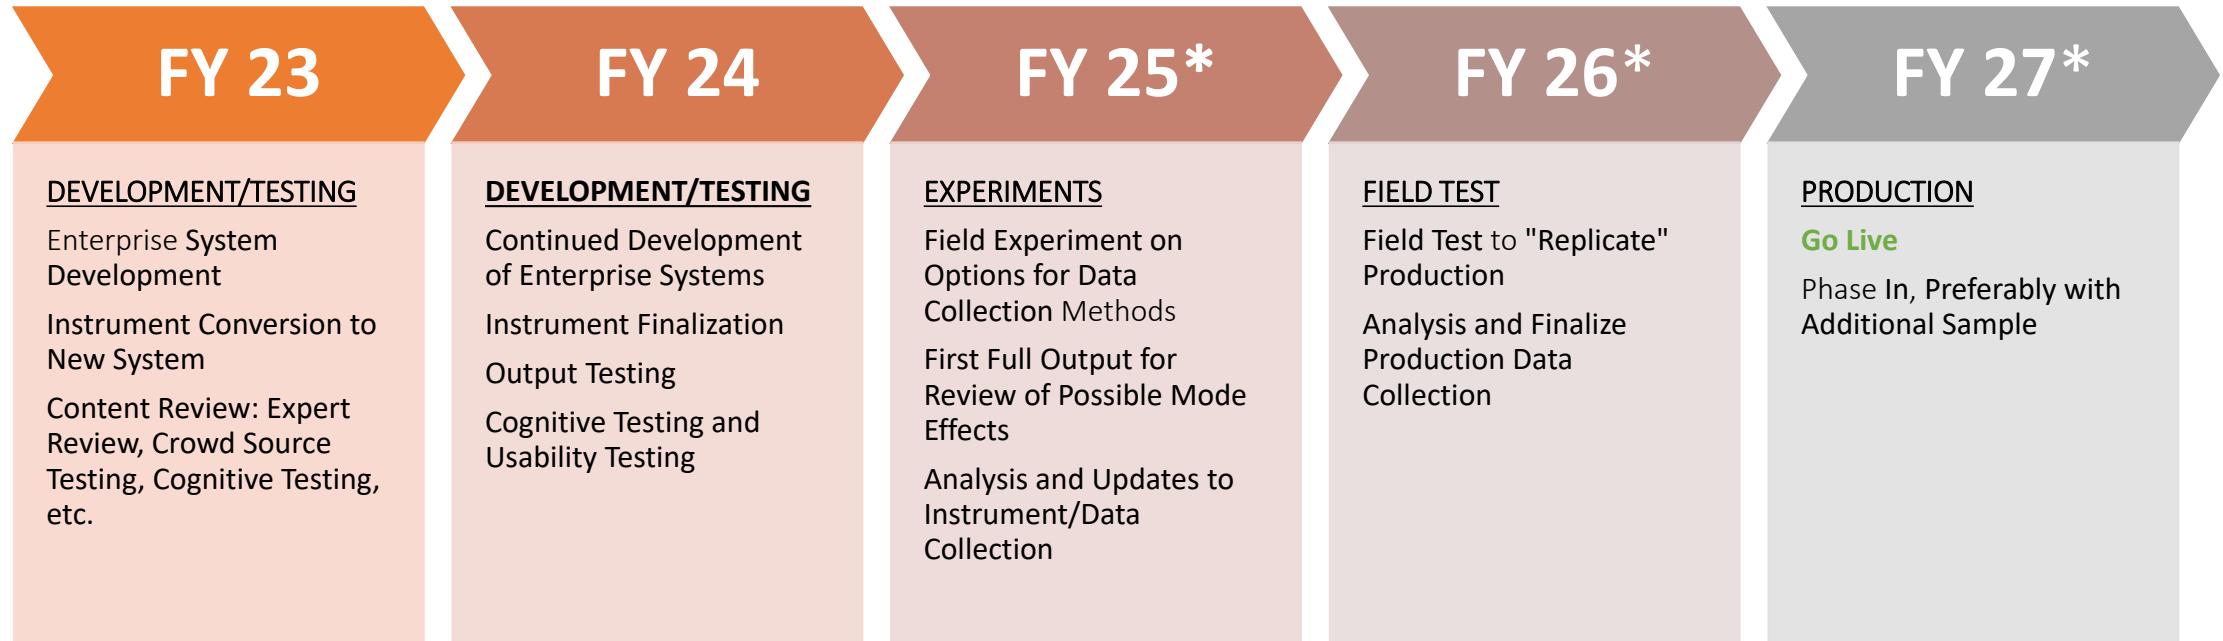 FY 23
DEVELOPMENT/TESTING
Enterprise System
Development
Instrument Conversion to
New System
Content Review: Expert
Review, Crowd Source
Testing, Cognitive Testing,
etc.
FY 24
DEVELOPMENT/TESTING
Continued Development
of Enterprise Systems
Instrument Finalization
Output Testing
Cognitive Testing and
Usability Testing
FY 25*
EXPERIMENTS
Field Experiment on
Options for Data
Collection Methods
First Full Output for
Review of Possible Mode
Effects
Analysis and Updates to
Instrument/Data
Collection
FY 26*
FIELD TEST
Field Test to "Replicate"
Production
Analysis and Finalize
Production Data
Collection
FY 27*
PRODUCTION
Go Live
Phase In, Preferably with
Additional Sample